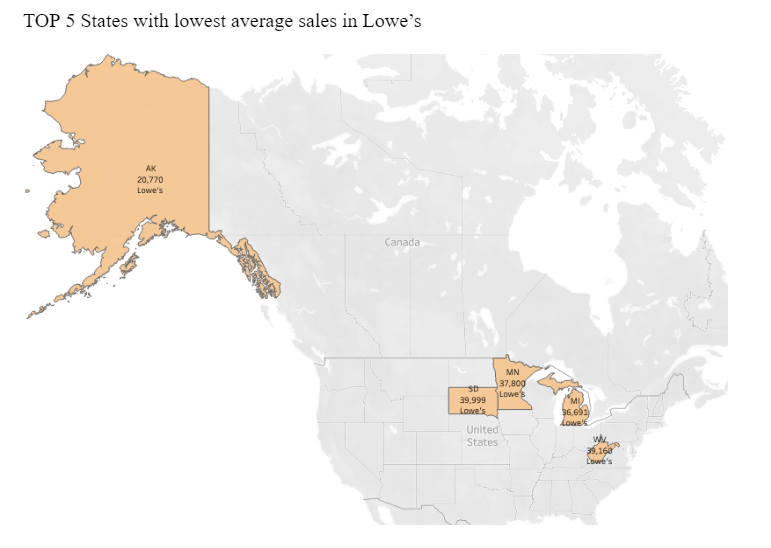 TOP 5 States with lowest average sales in Lowe’s
AK
20,770
Lowe's
Canada
MN
37,800
Lowe's
SD
39,999
Lowe's
MI
36,691
Lowe's
United
States
WV
39,160
Lowe's